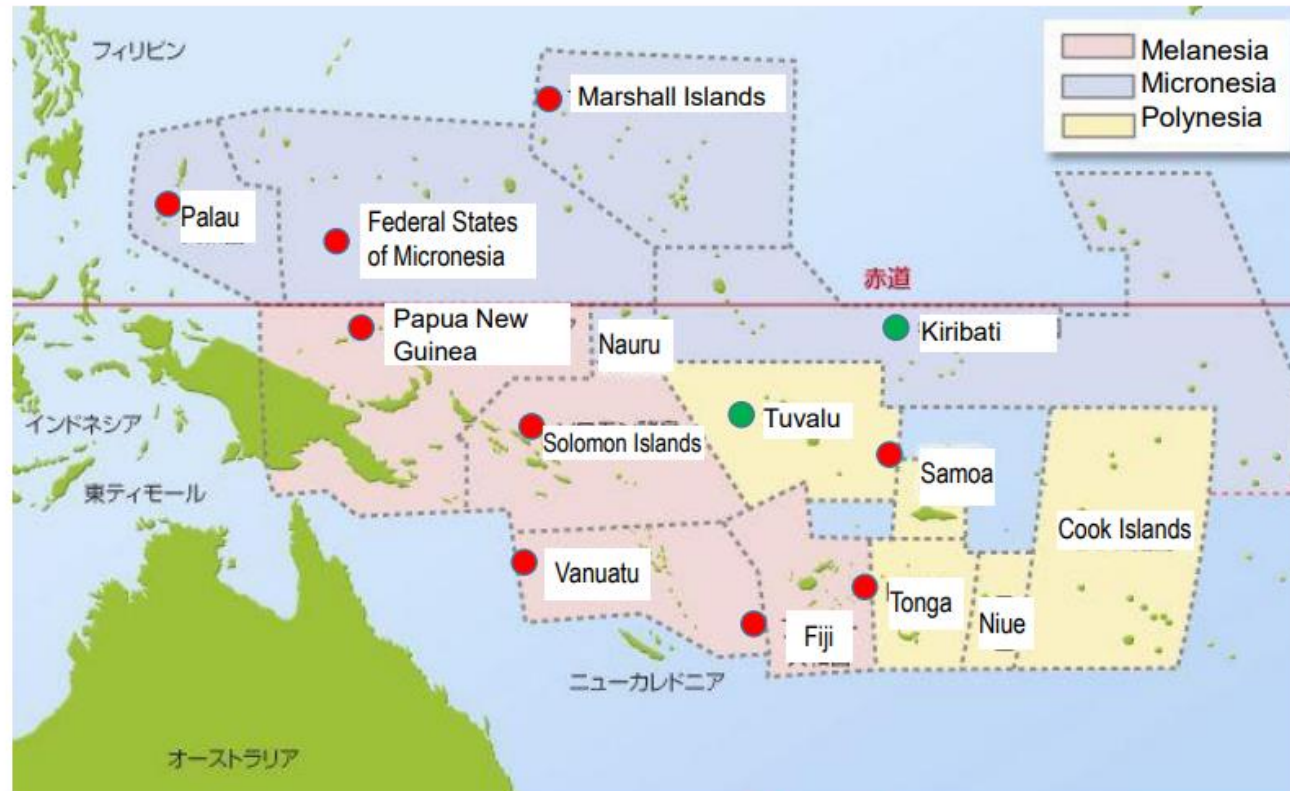 フィリピン
Melanesia
Micronesia
Polynesia
Marshall Islands
Palau
Federal States
of Micronesia
赤道
Papua New
Guinea
Nauru
Kiribati
Tuvalu
インドネシア
Solomon Islands
Samoa
東ティモール
Cook Islands
Vanuatu
Tonga
Niue
Fiji
ニューカレドニア
オーストラリア